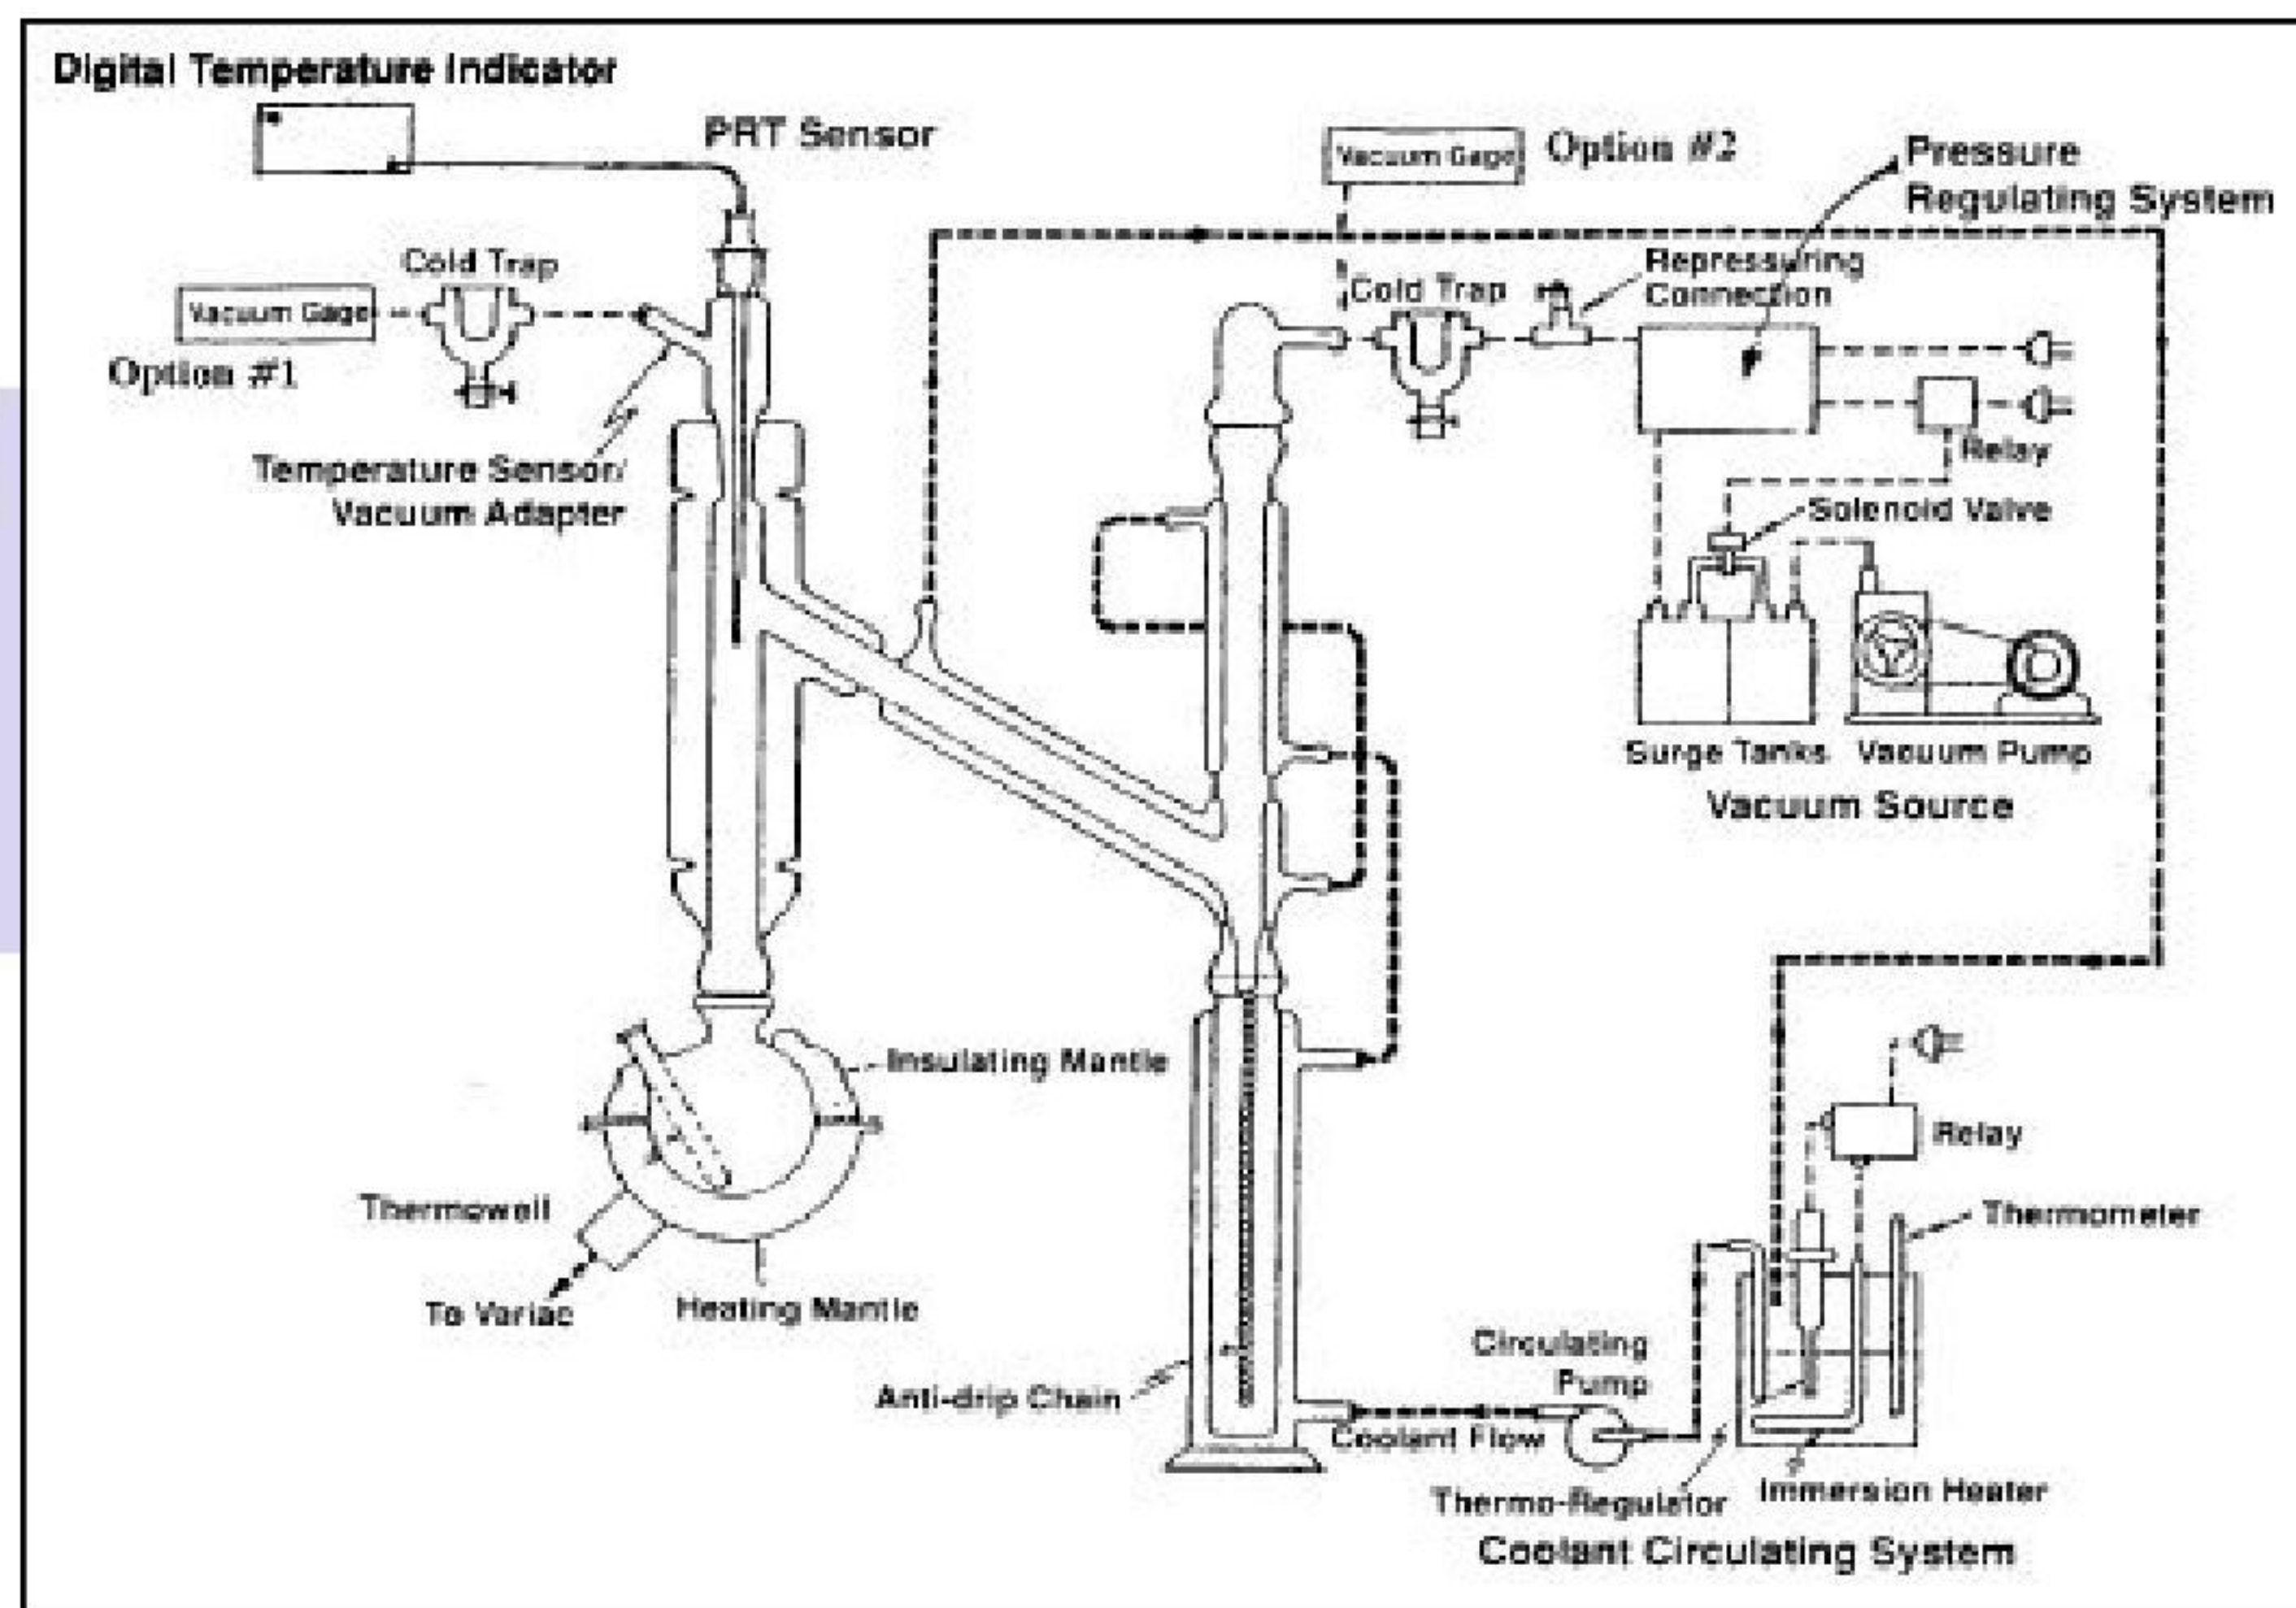 Digital Temperature Indicator
PRT Sensor
Vacuum Gage
Option #2
Pressure
Regulating System
Cold Trap
Vacuum Gage
Option #1
Repressuring
Connection
Cold Trap
Relay
Temperature Sensor/
Vacuum Adapter
Solenoid Valve
Surge Tanks
Vacuum Pump
Vacuum Source
Insulating Mantle
Relay
Thermowell
Thermometer
To Variac
Heating Mantle
Circulating
Pump
Anti-drip Chain
Coolant Flow
Thermo-Regulator
Immersion Heater
Coolant Circulating System